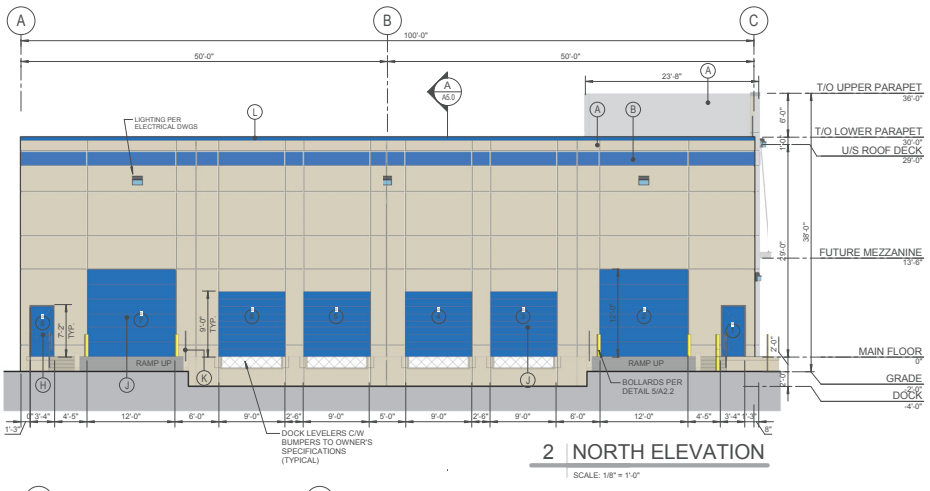 A B C
100'-0"
50'-0" 50'-0"
23'-8"
A
A
A5.0
T/O UPPER PARAPET
36'-0"
6'-0"
LIGHTING PER
ELECTRICAL DWGS
L
A
B
T/O LOWER PARAPET
30'-0"
1'-0"
U/S ROOF DECK
29'-0"
38'-0"
29'-0"
FUTURE MEZZANINE
13'-6"
7'-2"
TYP.
9'-0"
TYP.
12'-0"
2'-0"
MAIN FLOOR
0"
RAMP UP
RAMP UP
H J K J
GRADE
-2'-0"
2'-0"
DOCK
-4'-0"
BOLLARDS PER
DETAIL 5/A2.2
3'-4" 4'-5" 12'-0" 6'-0" 9'-0" 2'-6" 9'-0" 5'-0" 9'-0" 2'-6" 9'-0" 6'-0" 12'-0" 4'-5" 3'-4" 1'-3"
1'-3"
8"
DOCK LEVELERS C/W
BUMPERS TO OWNER'S
SPECIFICATIONS
(TYPICAL)
2 NORTH ELEVATION
SCALE: 1/8" = 1'-0"